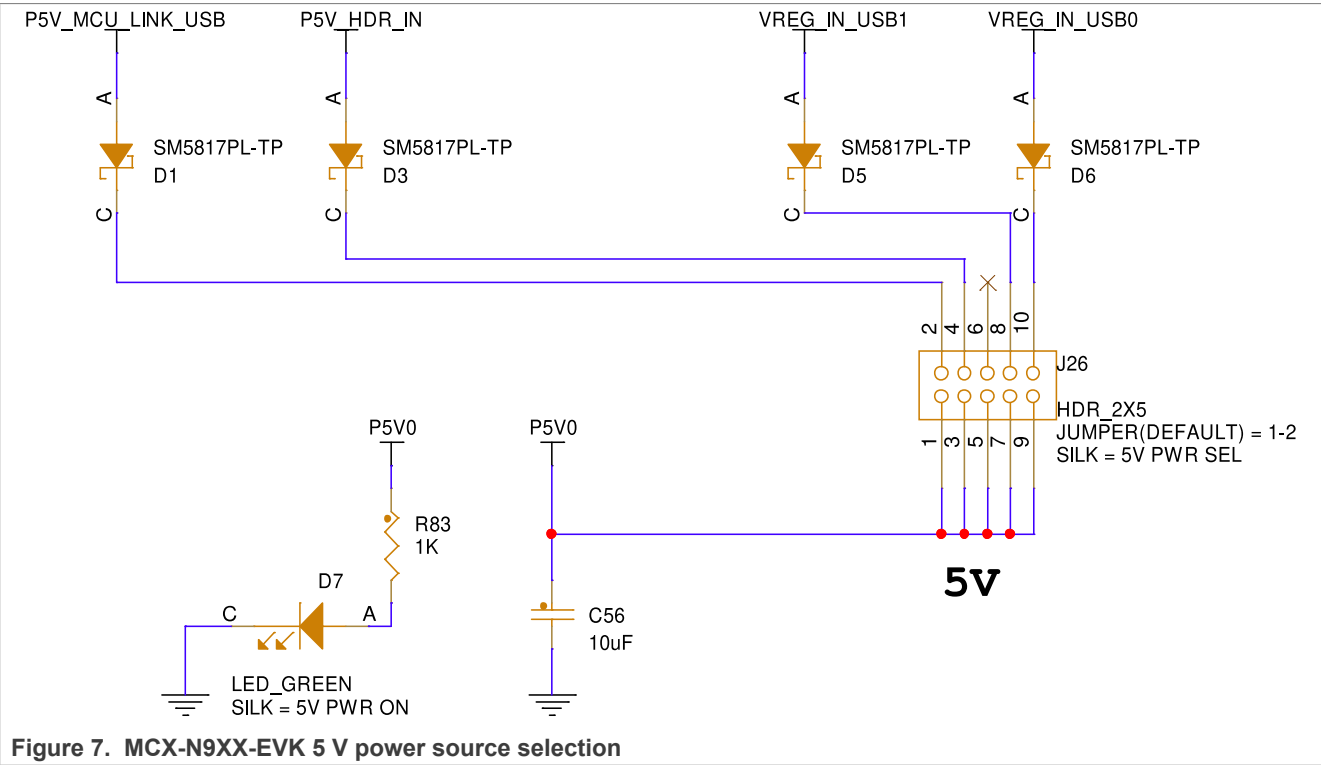 P5V_MCU_LINK_USB
P5V_HDR_IN
VREG_IN_USB1
VREG_IN_USB0
A
A
A
A
SM5817PL-TP
D1
SM5817PL-TP
D3
SM5817PL-TP
D5
SM5817PL-TP
D6
C
C
C
C
2
4
6
8
10
J26
HDR_2X5
JUMPER(DEFAULT) = 1-2
SILK = 5V PWR SEL
1
3
5
7
9
P5V0
P5V0
R83
1K
5V
D7
C
A
C56
10uF
LED_GREEN
SILK = 5V PWR ON
Figure 7. MCX-N9XX-EVK 5 V power source selection